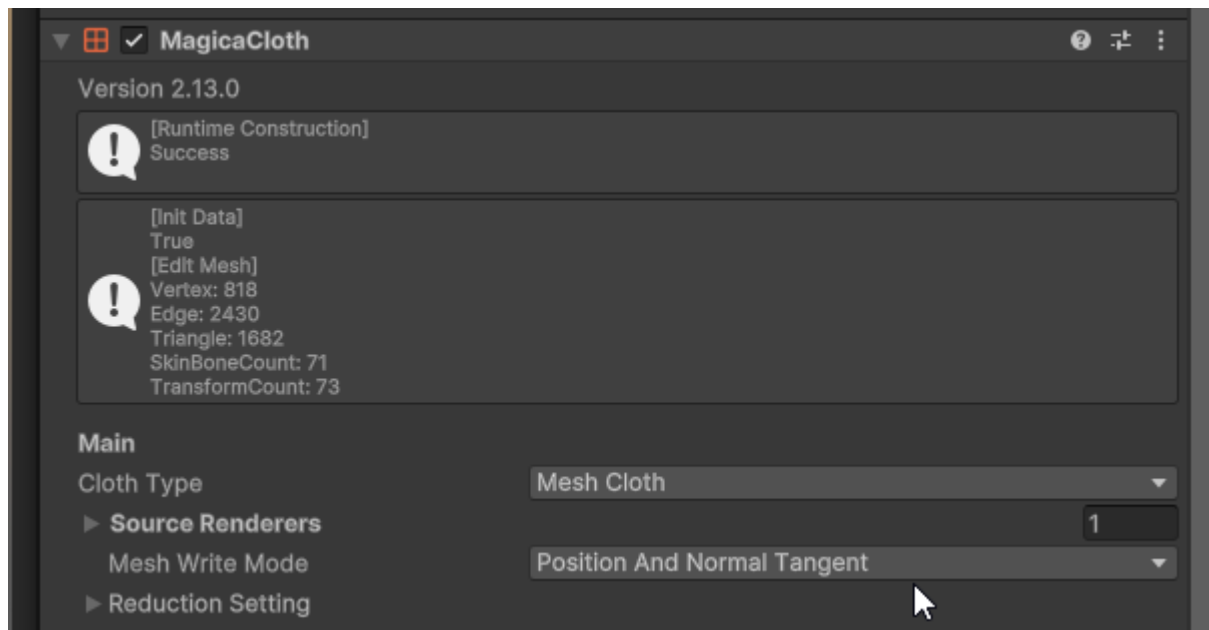 MagicaCloth
Version 2.13.0
[Runtime Construction]
Success
[Init Data]
True
[Edit Mesh]
Vertex: 818
Edge: 2430
Triangle: 1682
SkinBoneCount: 71
TransformCount: 73
Main
Cloth Type Mesh Cloth
Source Renderers 1
Mesh Write Mode Position And Normal Tangent
Reduction Setting